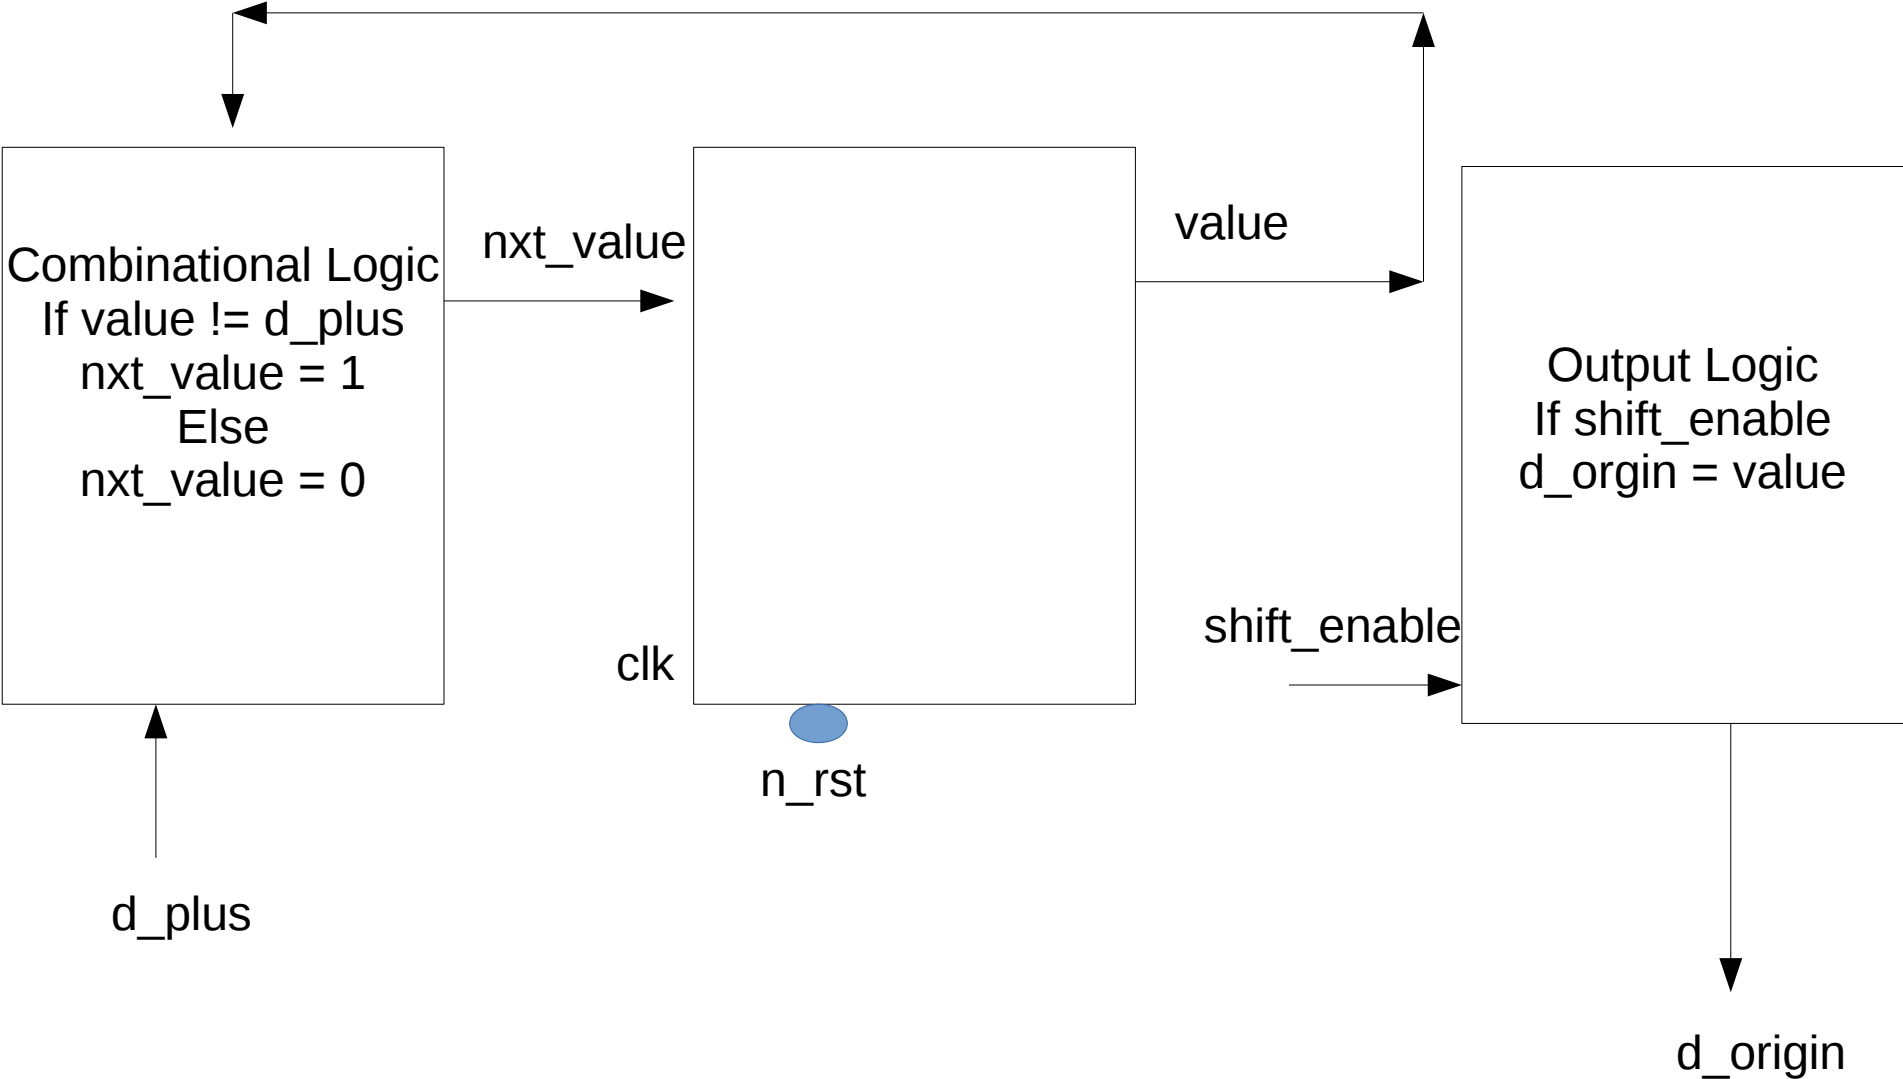 Combinational Logic
If value != d_plus
nxt_value = 1
Else
nxt_value = 0
nxt_value
value
Output Logic
If shift_enable
d_orgin = value
shift_enable
clk
n_rst
d_plus
d_origin